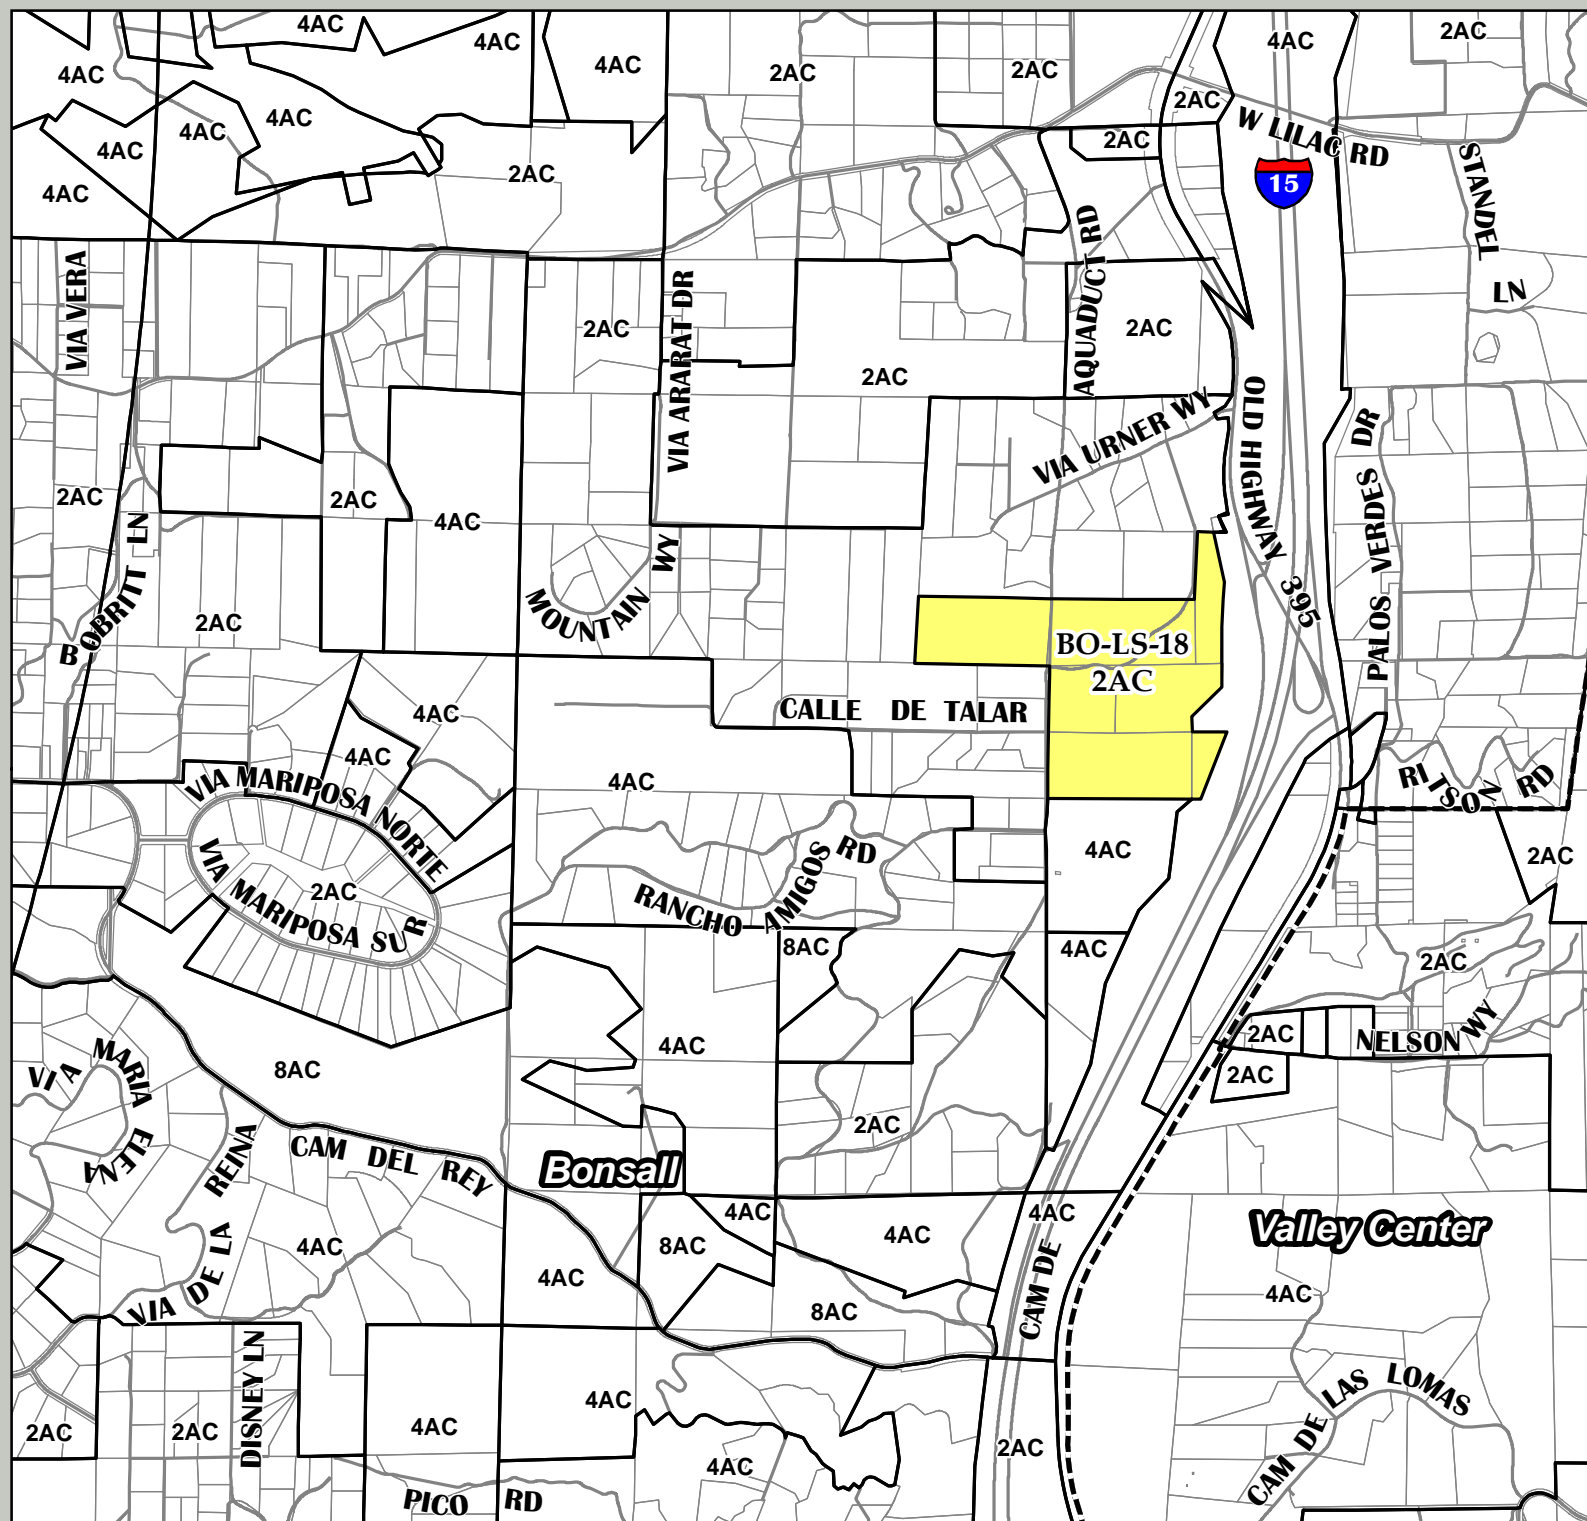 4AC
4AC
4AC
4AC
2AC
2AC
4AC
2AC
2AC
W LILAC RD
4AC
4AC
4AC
4AC
2AC
2AC
15
4AC
STANDEL LN
VIA VERA
VIA ARARAT DR
AQUADUCT RD
2AC
2AC
2AC
VIA URNER WY
OLD HIGHWAY 395
PALOS VERDES DR
2AC
2AC
4AC
BOBRITT LN
2AC
MOUNTAIN WY
BO-LS-18
2AC
4AC
CALLE DE TALAR
4AC
4AC
VIA MARIPOSA NORTE
RITSON RD
VIA MARIPOSA SUR
2AC
RANCHO AMIGOS RD
4AC
2AC
8AC
4AC
2AC
4AC
2AC
NELSON WY
8AC
2AC
VIA MARIA ELENA
2AC
CAM DEL REY
Bonsall
VIA DE LA REINA
4AC
4AC
4AC
4AC
8AC
Valley Center
4AC
8AC
4AC
CAM DE
DISNEY LN
2AC
2AC
4AC
4AC
4AC
2AC
CAM DE LAS LOMAS
PICO RD